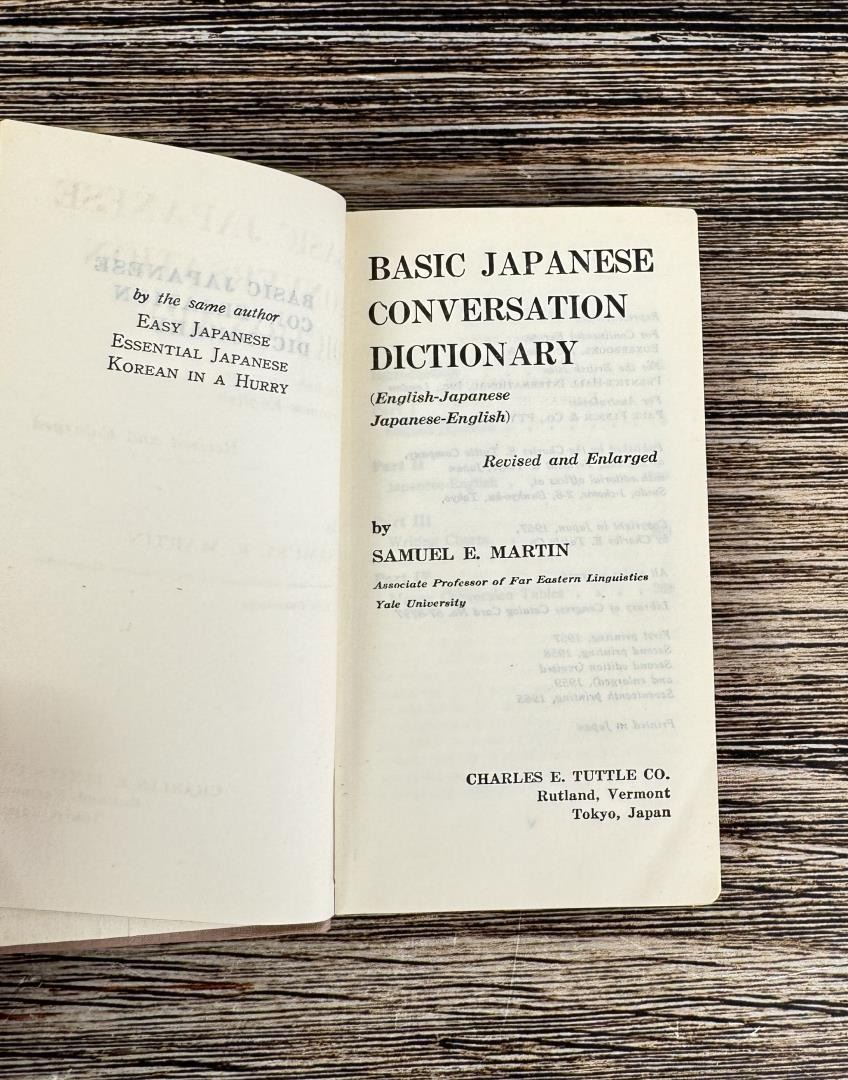 by the same author
EASY JAPANESE
ESSENTIAL JAPANESE
KOREAN IN A HURRY
BASIC JAPANESE
CONVERSATION
DICTIONARY
(English-Japanese
Japanese-English)
Revised and Enlarged
by
SAMUEL E. MARTIN
Associate Professor of Far Eastern Linguistics
Yale University
CHARLES E. TUTTLE CO.
Rutland, Vermont
Tokyo, Japan